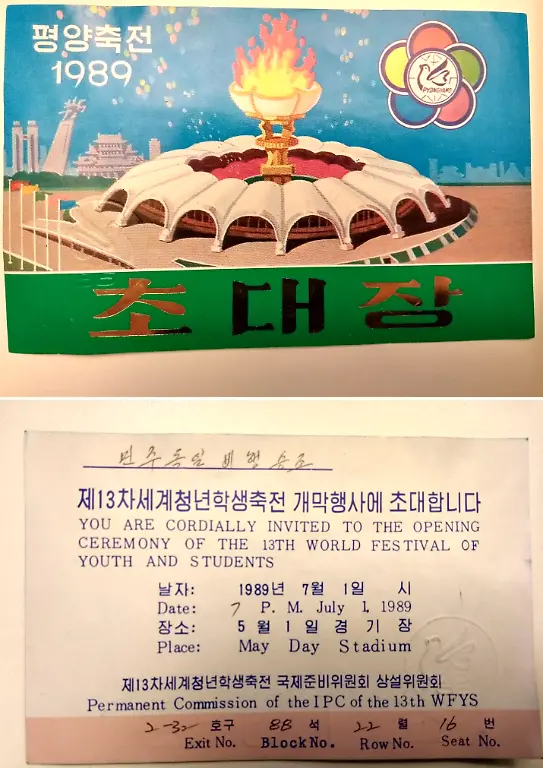 평양축전
1989
PYONGYANG
초대장
민주독일 비행승조
제13차세계청년학생축전 개막행사에 초대합니다
YOU ARE CORDIALLY INVITED TO THE OPENING
CEREMONY OF THE 13TH WORLD FESTIVAL OF
YOUTH AND STUDENTS
날자: 1989년 7월 1일 시
Date: 7 P. M. July 1, 1989
장소: 5월1일경기장
Place: May Day Stadium
제13차세계청년학생축전 국제준비위원회 상설위원회
Permanent Commission of the IPC of the 13th WFYS
2-32 호구 8B 석 22 렬 16 번
Exit No. Block No. Row No. Seat No.